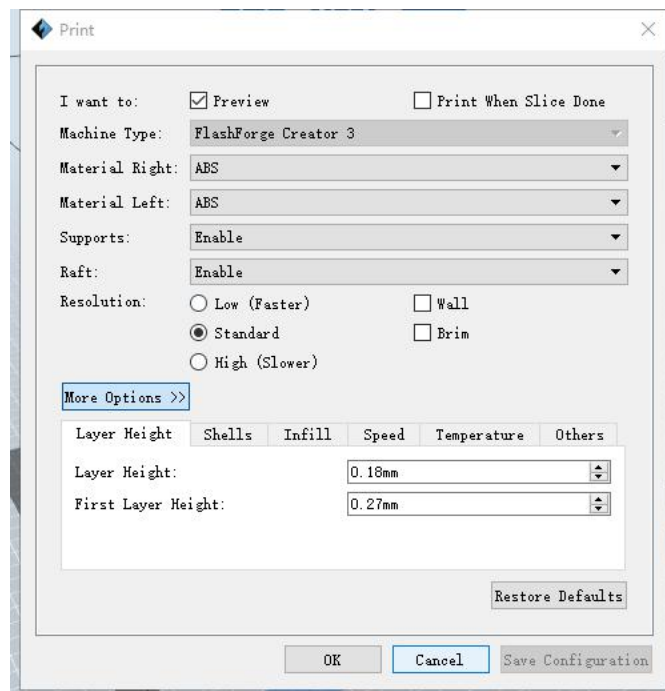 Print
I want to: Preview Print When Slice Done
Machine Type: FlashForge Creator 3
Material Right: ABS
Material Left: ABS
Supports: Enable
Raft: Enable
Resolution: Low (Faster) Wall
Standard Brim
High (Slower)
More Options >>
Layer Height Shells Infill Speed Temperature Others
Layer Height: 0.18mm
First Layer Height: 0.27mm
Restore Defaults
OK Cancel Save Configuration